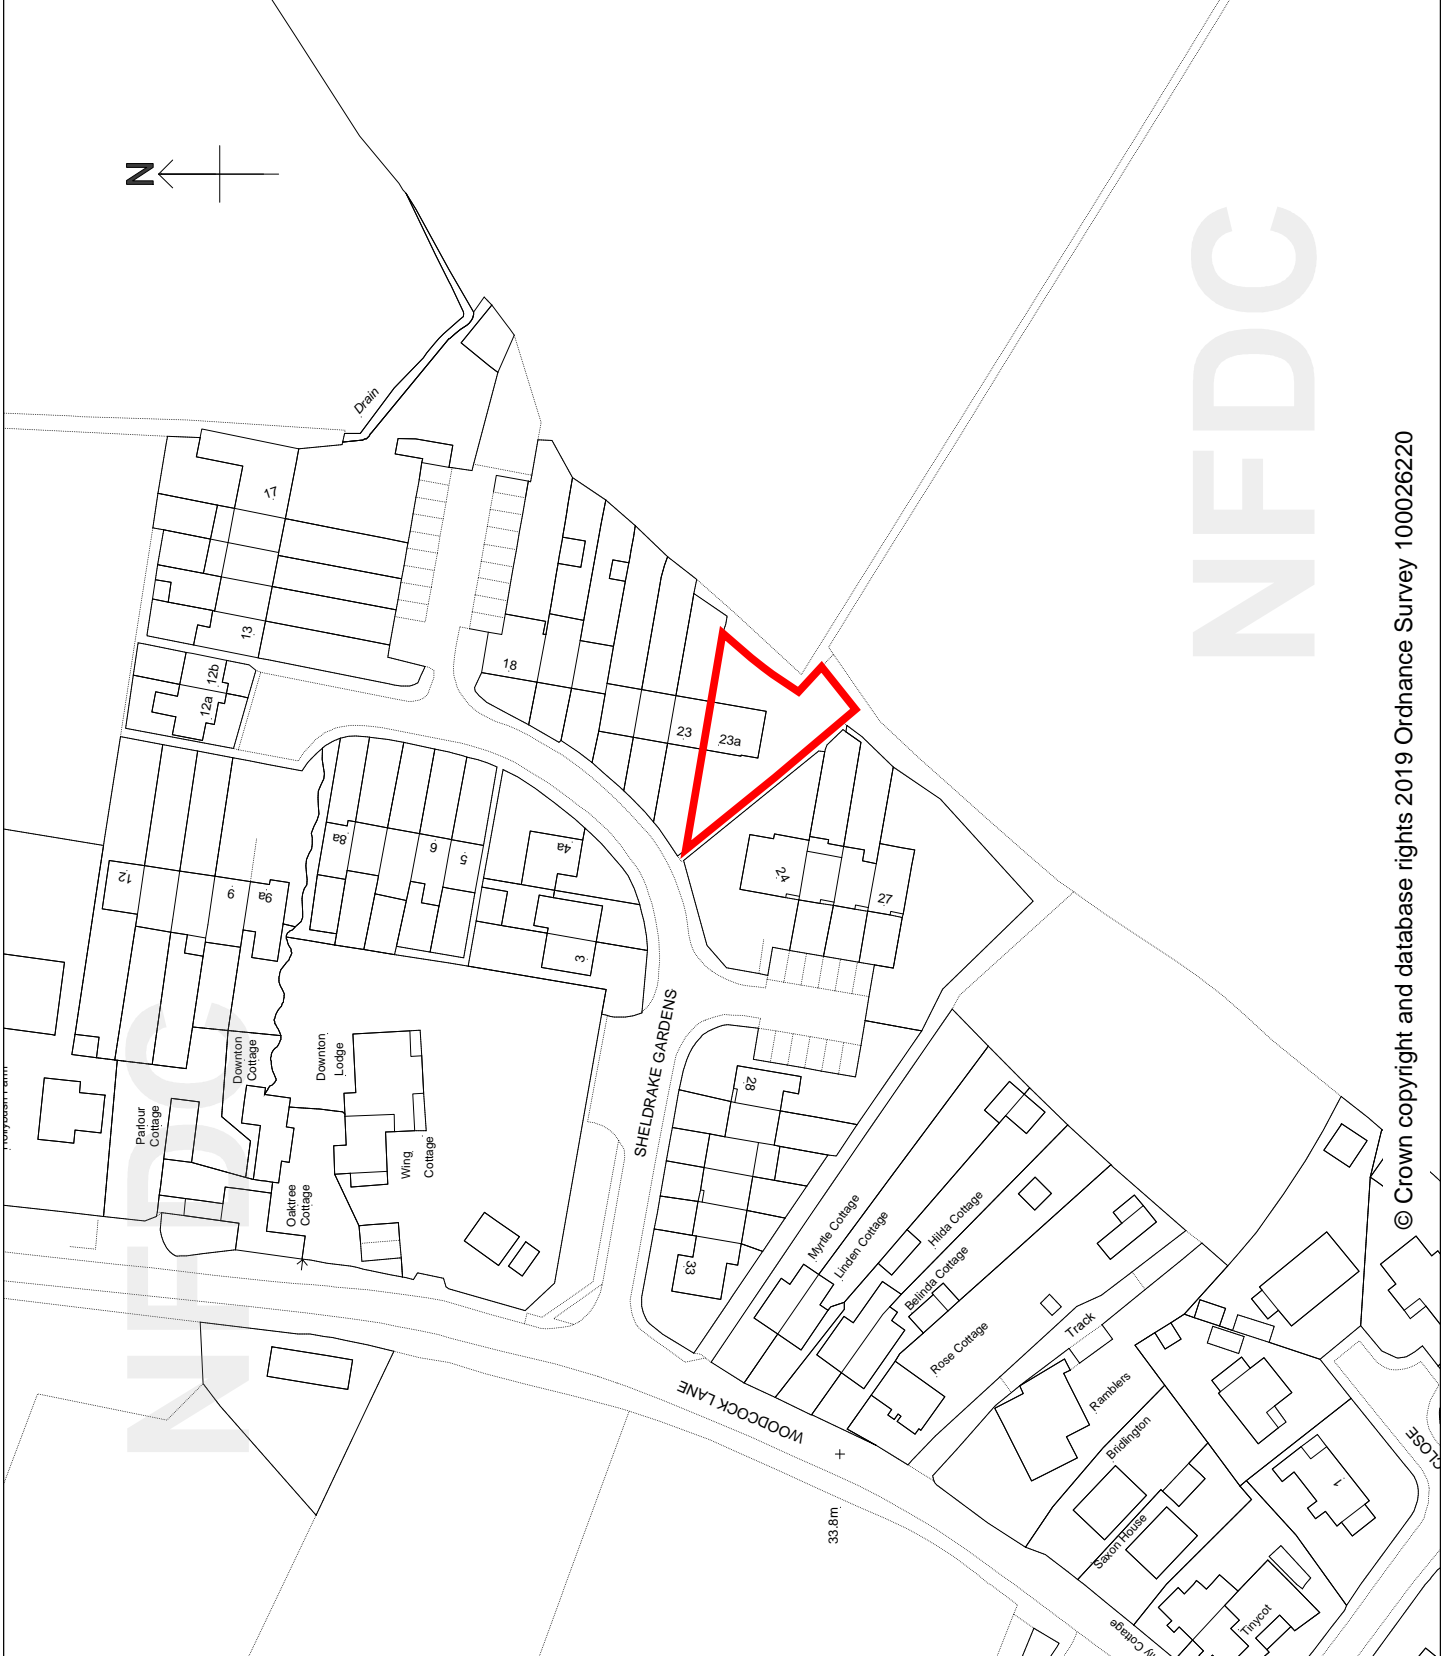 N
NFDC
NFDC
Drain
17
13
12b
12a
18
23
23a
8a
6
5
4a
12
9
9a
3
24
27
28
33
SHELDRAKE GARDENS
Downton
Cottage
Downton
Lodge
Parlour
Cottage
Wing
Cottage
Oaktree
Cottage
WOODCOCK LANE
33.8m
Myrtle Cottage
Linden Cottage
Hilda Cottage
Belinda Cottage
Rose Cottage
Track
Ramblers
Bridlington
Saxon House
Tinycot
Cottage
1
CLOSE
© Crown copyright and database rights 2019 Ordnance Survey 100026220